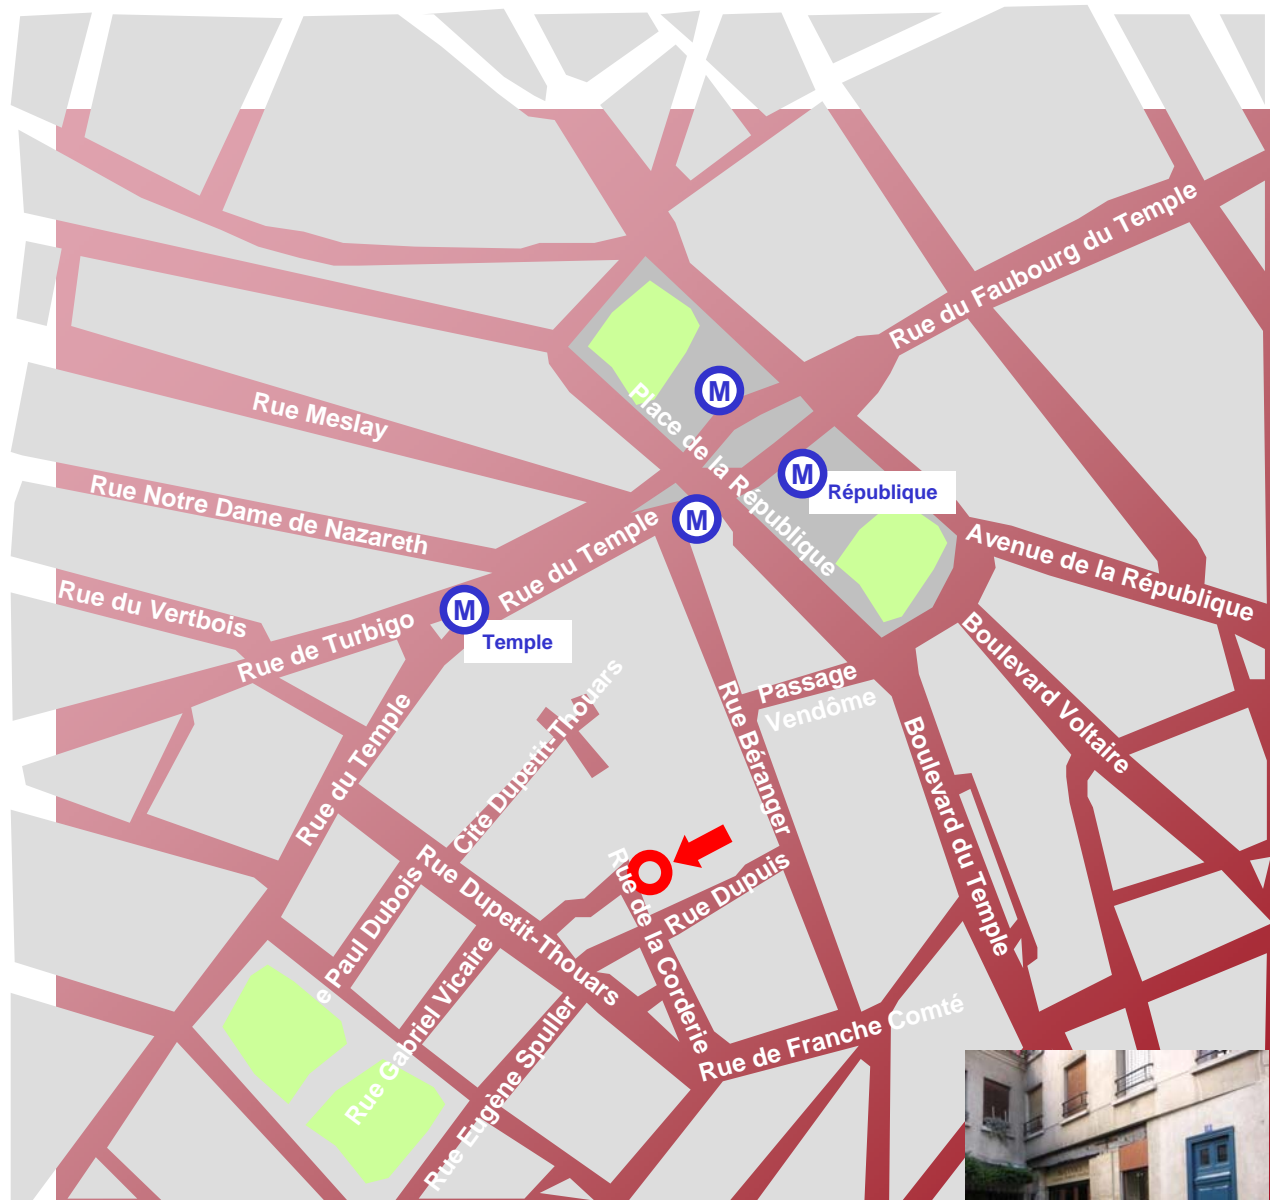 Rue du Faubourg du Temple
M
Place de la République
Rue Meslay
M
République
Rue Notre Dame de Nazareth
M
Rue du Temple
Avenue de la République
Rue du Vertbois
M
Temple
Rue de Turbigo
Boulevard Voltaire
Passage
Vendôme
Rue Béranger
Cité Dupetit-Thouars
Rue du Temple
Boulevard du Temple
Rue Dupetit-Thouars
Rue Dupuis
Rue de la Corderie
e Paul Dubois
Rue Gabriel Vicaire
Rue Eugène Spuller
Rue de Franche Comté